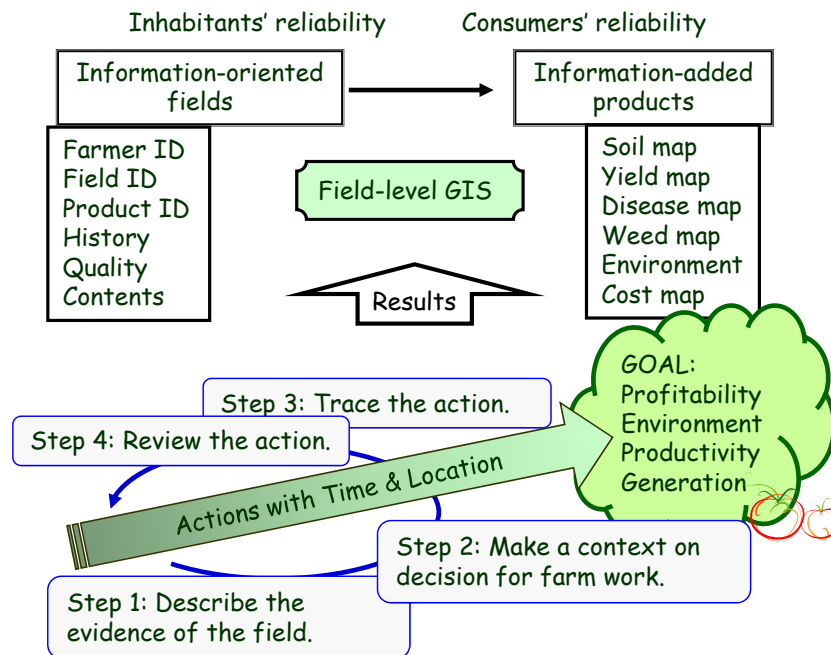 Inhabitants' reliability
Consumers' reliability
Information-oriented
fields
Information-added
products
Farmer ID
Field ID
Product ID
History
Quality
Contents
Field-level GIS
Soil map
Yield map
Disease map
Weed map
Environment
Cost map
Results
GOAL:
Profitability
Environment
Productivity
Generation
Step 3: Trace the action.
Step 4: Review the action.
Actions with Time & Location
Step 2: Make a context on
decision for farm work.
Step 1: Describe the
evidence of the field.